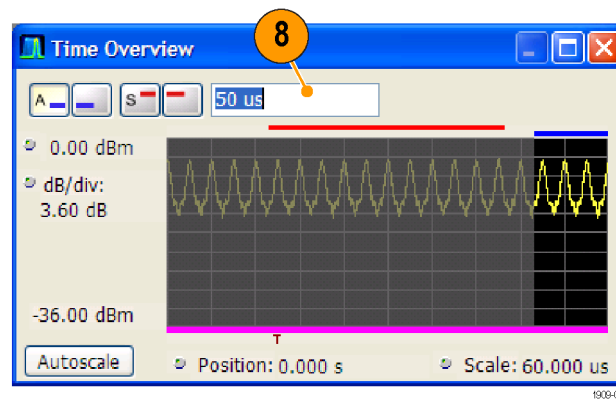 8
Time Overview
A S 50 us
0.00 dBm
dB/div:
3.60 dB
-36.00 dBm
T
Autoscale Position: 0.000 s Scale: 60.000 us